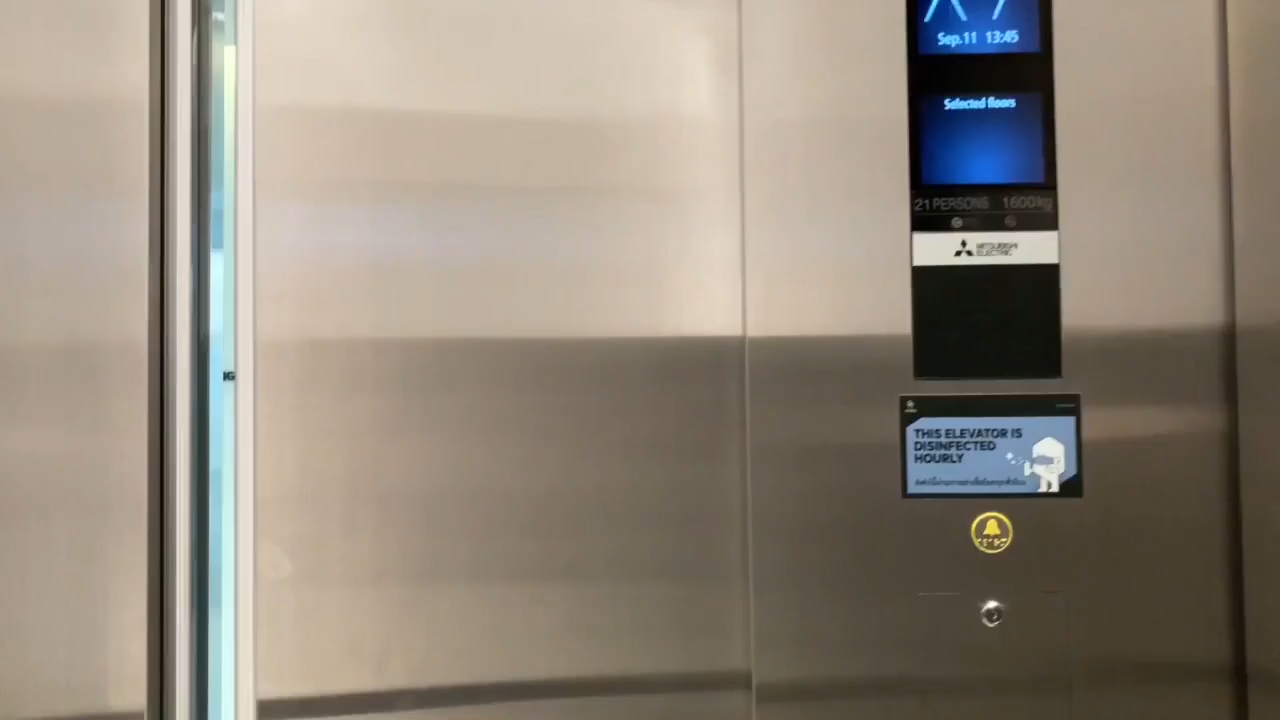 Sep.11 13:45
Selected floors
21 PERSONS 1600kg
MITSUBISHI
ELECTRIC
THIS ELEVATOR IS
DISINFECTED
HOURLY